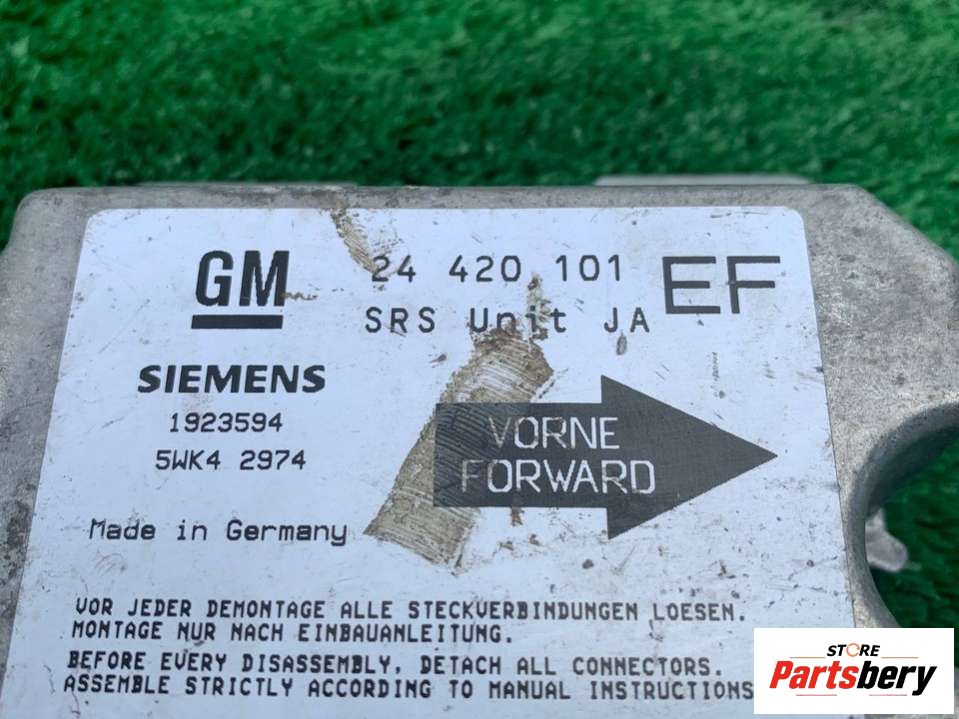 GM
24 420 101
EF
SRS Unit JA
SIEMENS
1923594
5WK4 2974
VORNE
FORWARD
Made in Germany
VOR JEDER DEMONTAGE ALLE STECKVERBINDUNGEN LOESEN.
MONTAGE NUR NACH EINBAUANLEITUNG.
BEFORE EVERY DISASSEMBLY, DETACH ALL CONNECTORS.
ASSEMBLE STRICTLY ACCORDING TO MANUAL INSTRUCTIONS
STORE
Partsbery